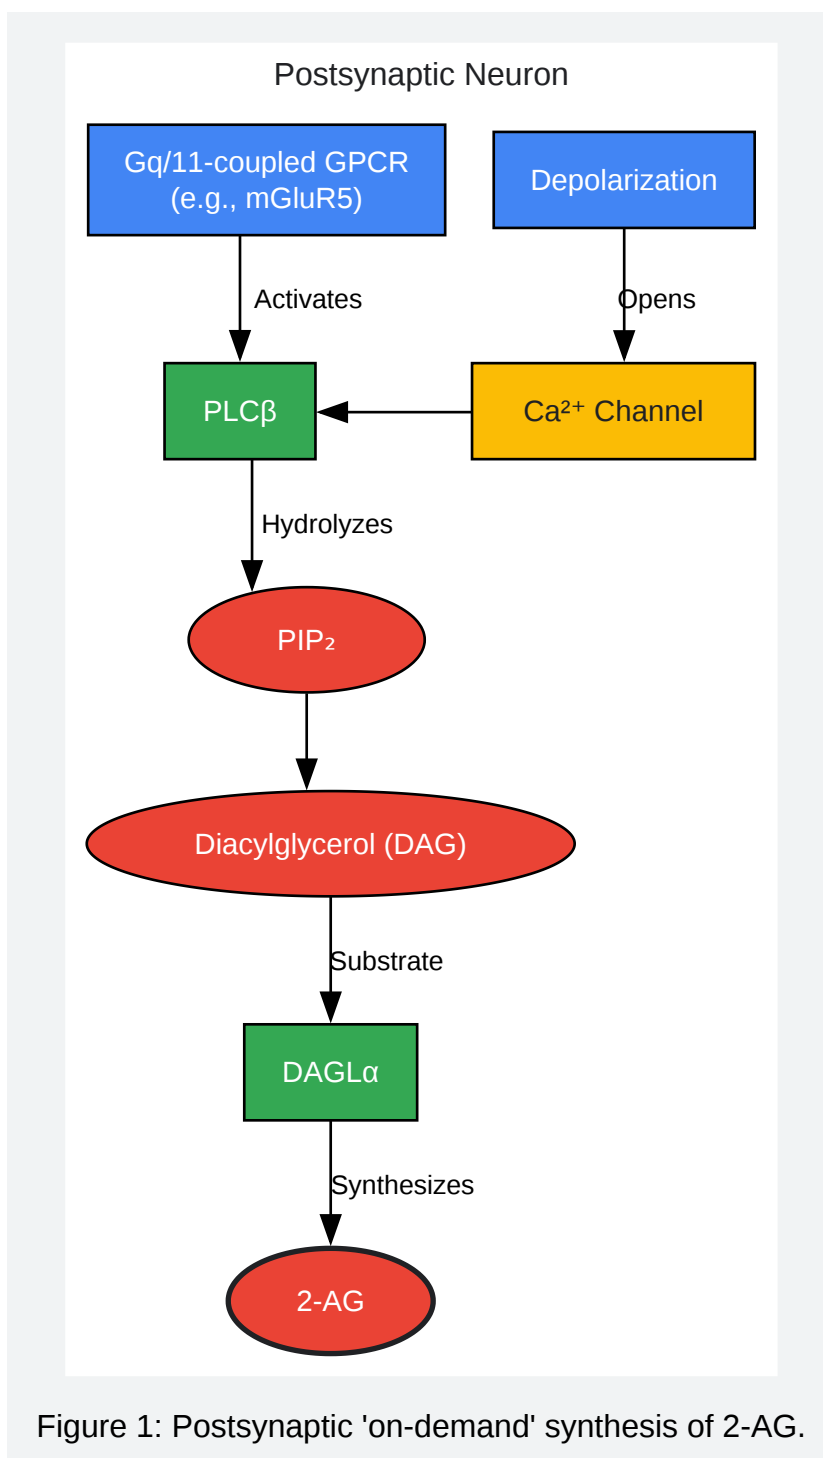 Postsynaptic Neuron
Gq/11-coupled GPCR
(e.g., mGluR5)
Depolarization
Activates
Opens
PLCβ
Ca²⁺ Channel
Hydrolyzes
PIP₂
Diacylglycerol (DAG)
Substrate
DAGLα
Synthesizes
2-AG
Figure 1: Postsynaptic 'on-demand' synthesis of 2-AG.